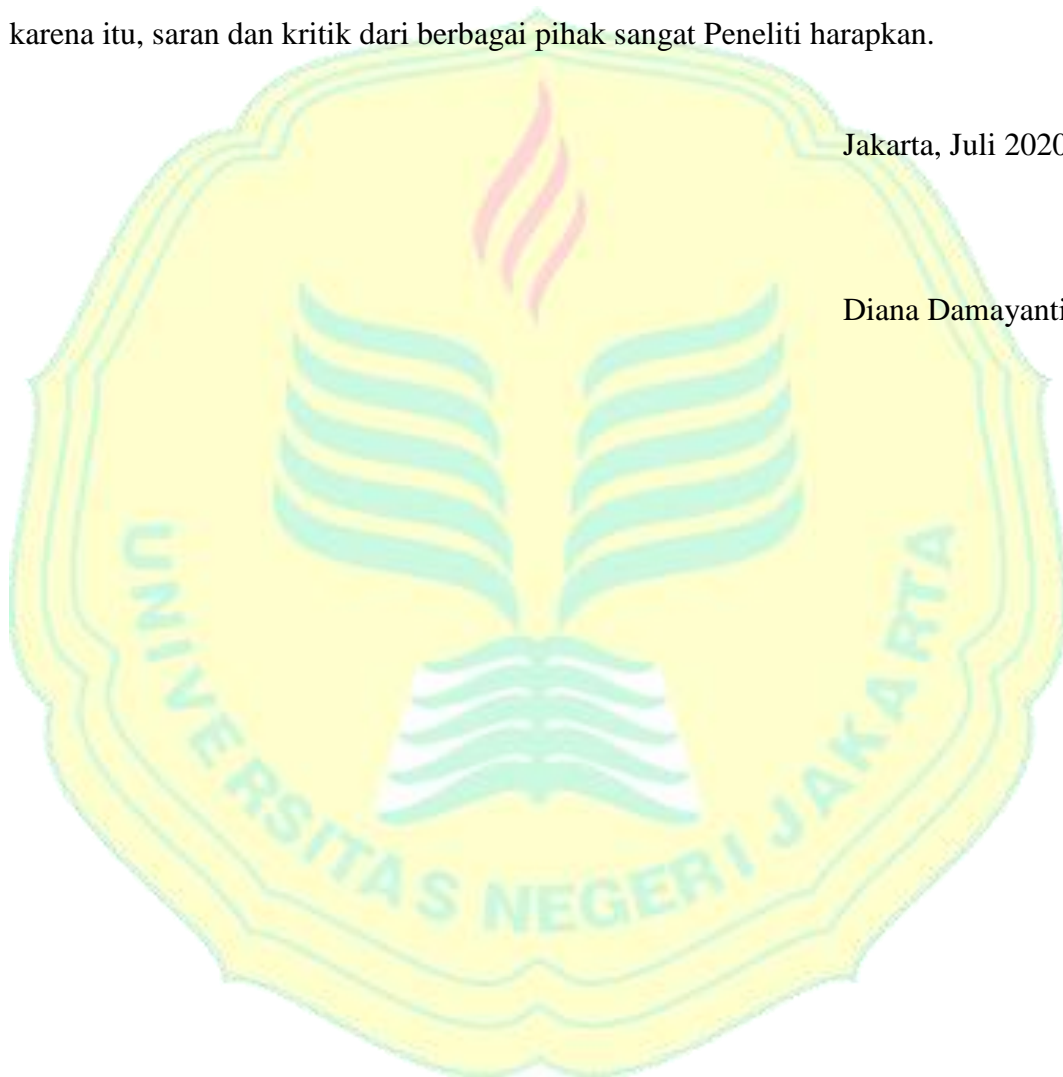 karena itu, saran dan kritik dari berbagai pihak sangat Peneliti harapkan.
Jakarta, Juli 2020
Diana Damayanti
UNIVERSITAS NEGERI JAKARTA